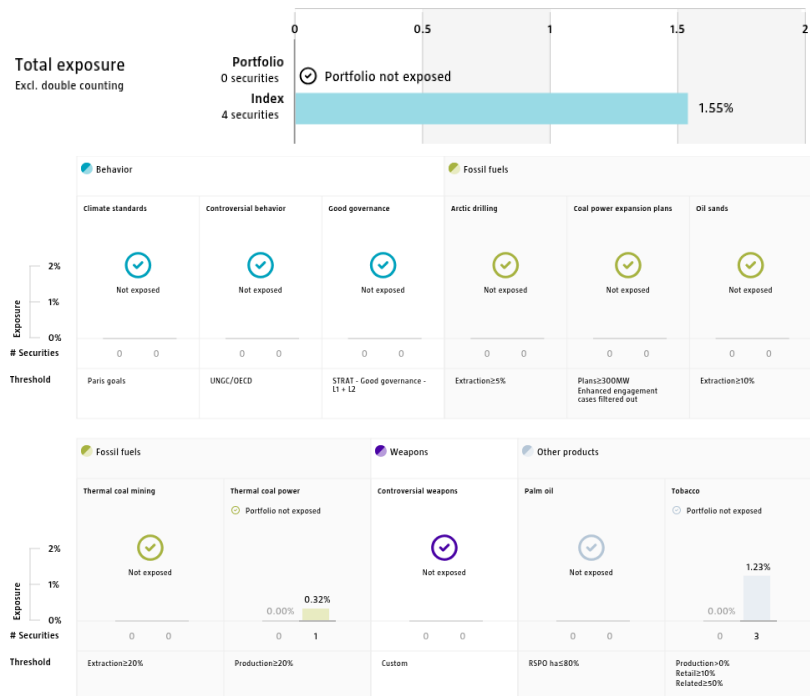 0 0.5 1 1.5 2
Total exposure
Excl. double counting
Portfolio
0 securities
Portfolio not exposed
Index
4 securities
1.55%
Behavior
Fossil fuels
Climate standards
Controversial behavior
Good governance
Arctic drilling
Coal power expansion plans
Oil sands
Not exposed
Not exposed
Not exposed
Not exposed
Not exposed
Not exposed
Exposure
2%
1%
0%
# Securities
0 0 0 0 0 0 0 0 0 0 0 0
Threshold
Paris goals
UNGC/OECD
STRAT - Good governance -
L1 + L2
Extraction≥5%
Plans≥300MW
Enhanced engagement
cases filtered out
Extraction≥10%
Fossil fuels
Weapons
Other products
Thermal coal mining
Thermal coal power
Controversial weapons
Palm oil
Tobacco
Portfolio not exposed
Portfolio not exposed
Not exposed
Not exposed
Not exposed
Exposure
2%
1%
0%
0.00%
0.32%
0.00%
1.23%
# Securities
0 0 0 1 0 0 0 0 0 3
Threshold
Extraction≥20%
Production≥20%
Custom
RSPO ha≤80%
Production>0%
Retail≥10%
Related≥50%